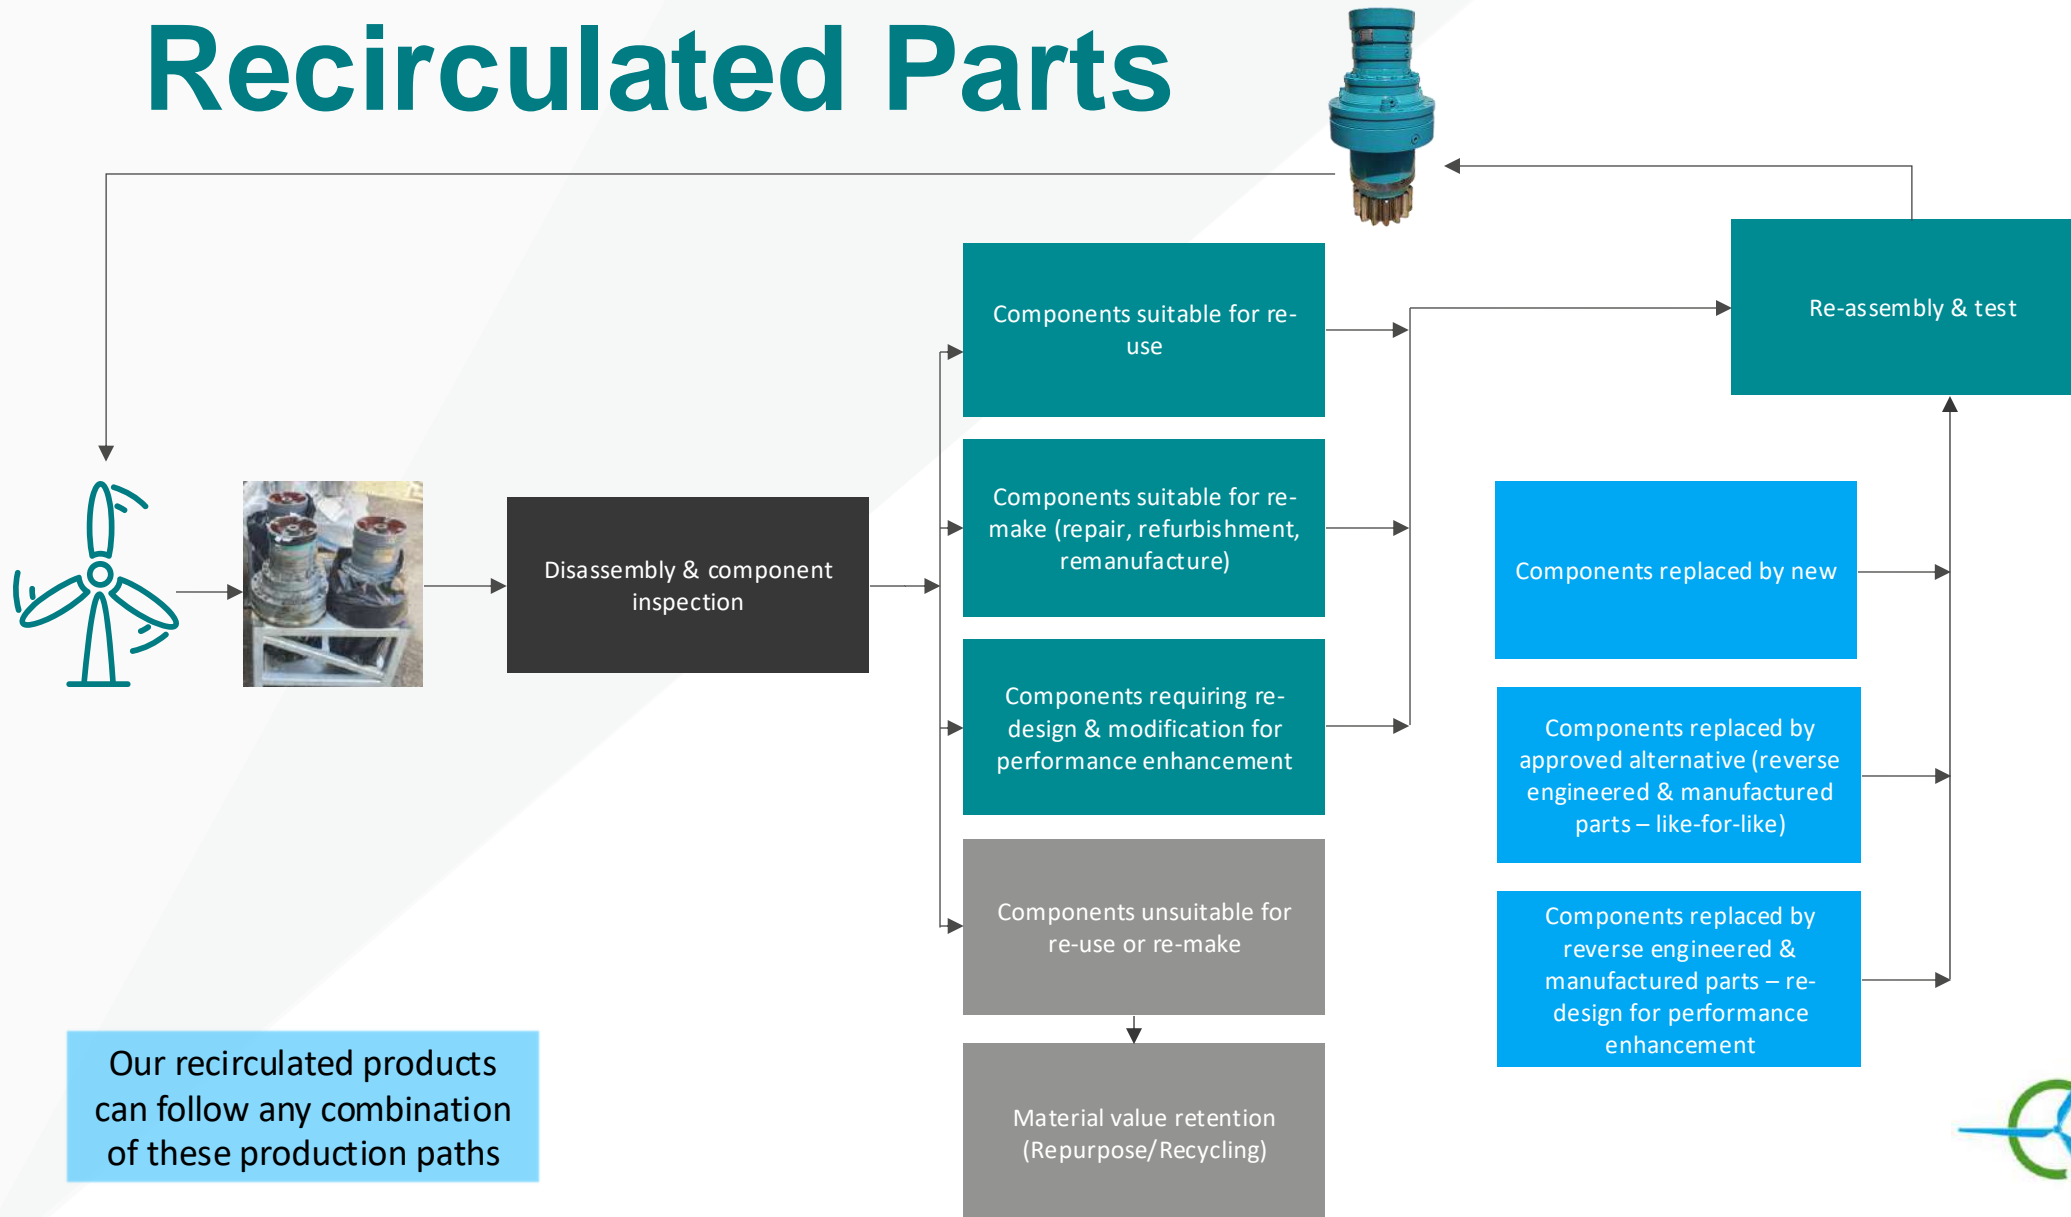 Recirculated Parts
Components suitable for re-
use
Re-assembly & test
Components suitable for re-
make (repair, refurbishment,
remanufacture)
Disassembly & component
inspection
Components replaced by new
Components requiring re-
design & modification for
performance enhancement
Components replaced by
approved alternative (reverse
engineered & manufactured
parts – like-for-like)
Components unsuitable for
re-use or re-make
Components replaced by
reverse engineered &
manufactured parts – re-
design for performance
enhancement
Our recirculated products
can follow any combination
of these production paths
Material value retention
(Repurpose/Recycling)